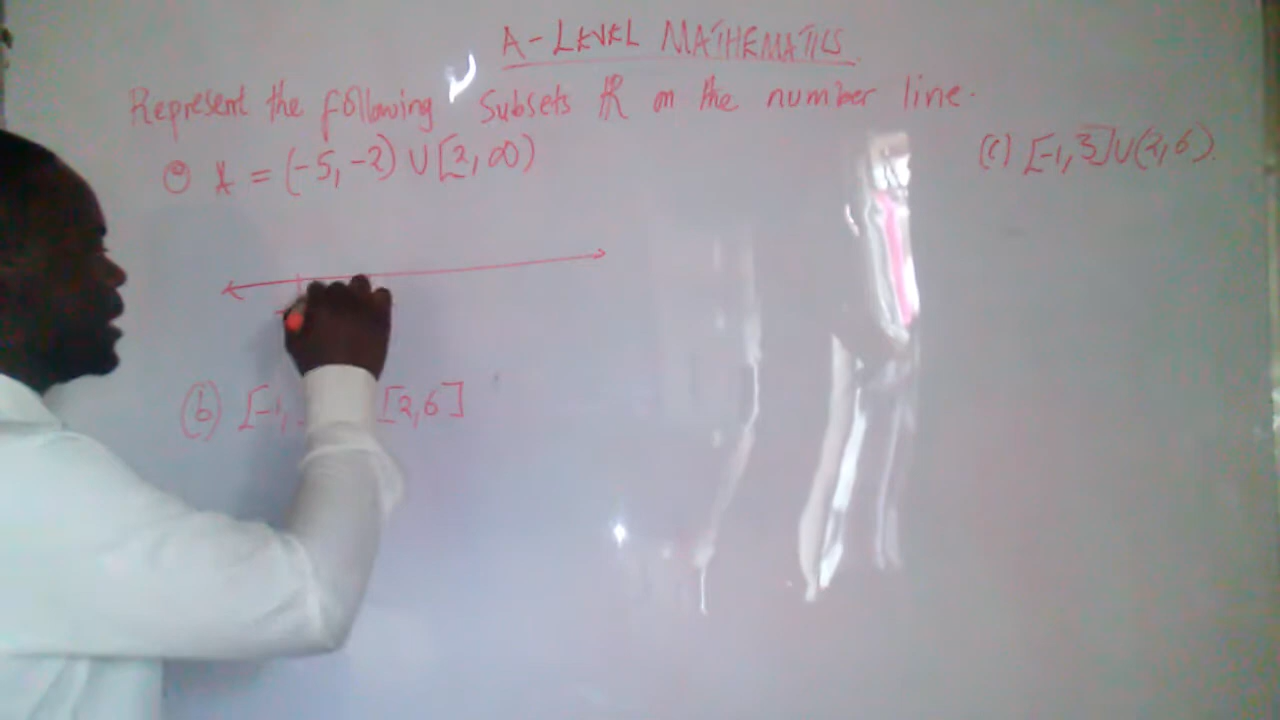 A-LEVEL MATHEMATICS.
Represent the following Subsets ℝ on the number line.
A = (-5, -2) ∪ [2, ∞)
(c) [-1, 3] ∪ (2, 6).
(b) [-1, [2, 6]